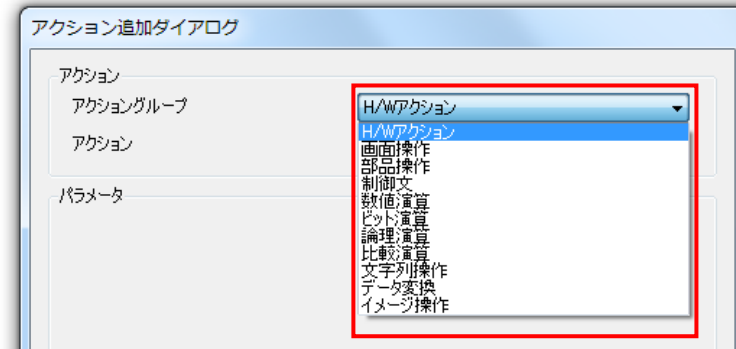 アクション追加ダイアログ
アクション
アクショングループ
H/Wアクション
アクション
H/Wアクション
画面操作
部品操作
制御文
数値演算
ビット演算
論理演算
比較演算
文字列操作
データ変換
イメージ操作
パラメータ